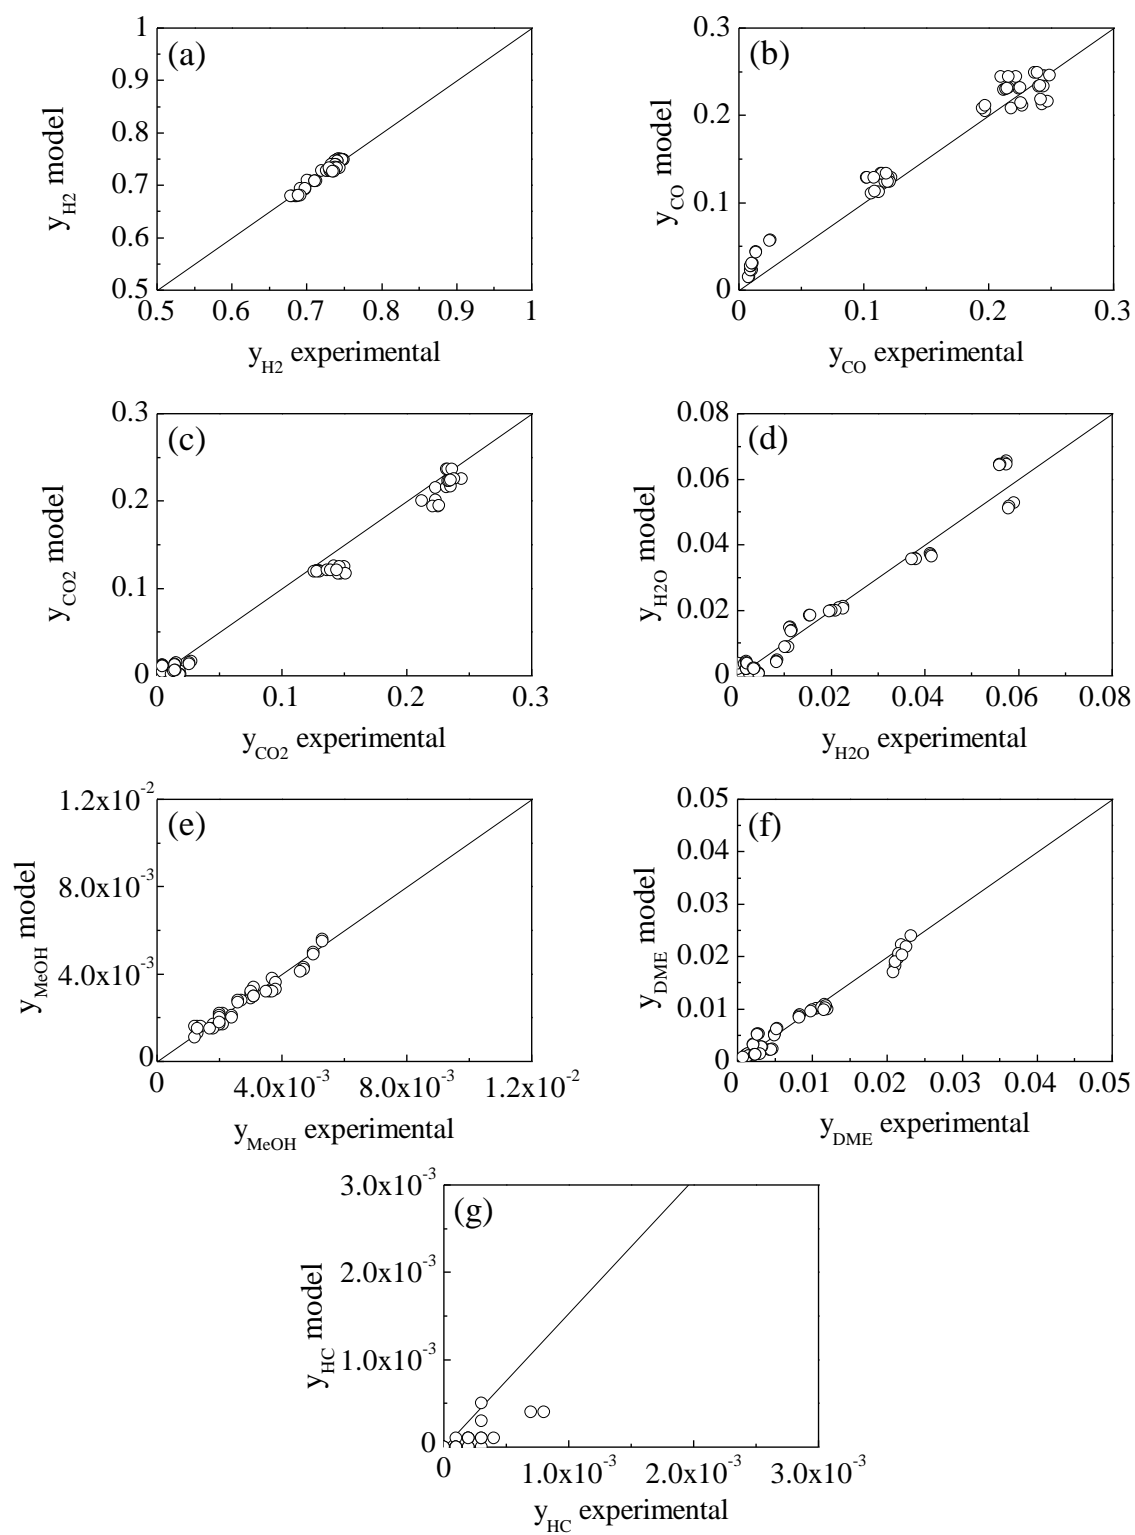 (a)
1
0.9
0.8
0.7
0.6
0.5
0.5 0.6 0.7 0.8 0.9 1
y_H2 model
y_H2 experimental
(b)
0.3
0.2
0.1
0
0 0.1 0.2 0.3
y_CO model
y_CO experimental
(c)
0.3
0.2
0.1
0
0 0.1 0.2 0.3
y_CO2 model
y_CO2 experimental
(d)
0.08
0.06
0.04
0.02
0
0 0.02 0.04 0.06 0.08
y_H2O model
y_H2O experimental
(e)
1.2x10^-2
8.0x10^-3
4.0x10^-3
0
0 4.0x10^-3 8.0x10^-3 1.2x10^-2
y_MeOH model
y_MeOH experimental
(f)
0.05
0.04
0.03
0.02
0.01
0
0 0.01 0.02 0.03 0.04 0.05
y_DME model
y_DME experimental
(g)
3.0x10^-3
2.0x10^-3
1.0x10^-3
0
0 1.0x10^-3 2.0x10^-3 3.0x10^-3
y_HC model
y_HC experimental